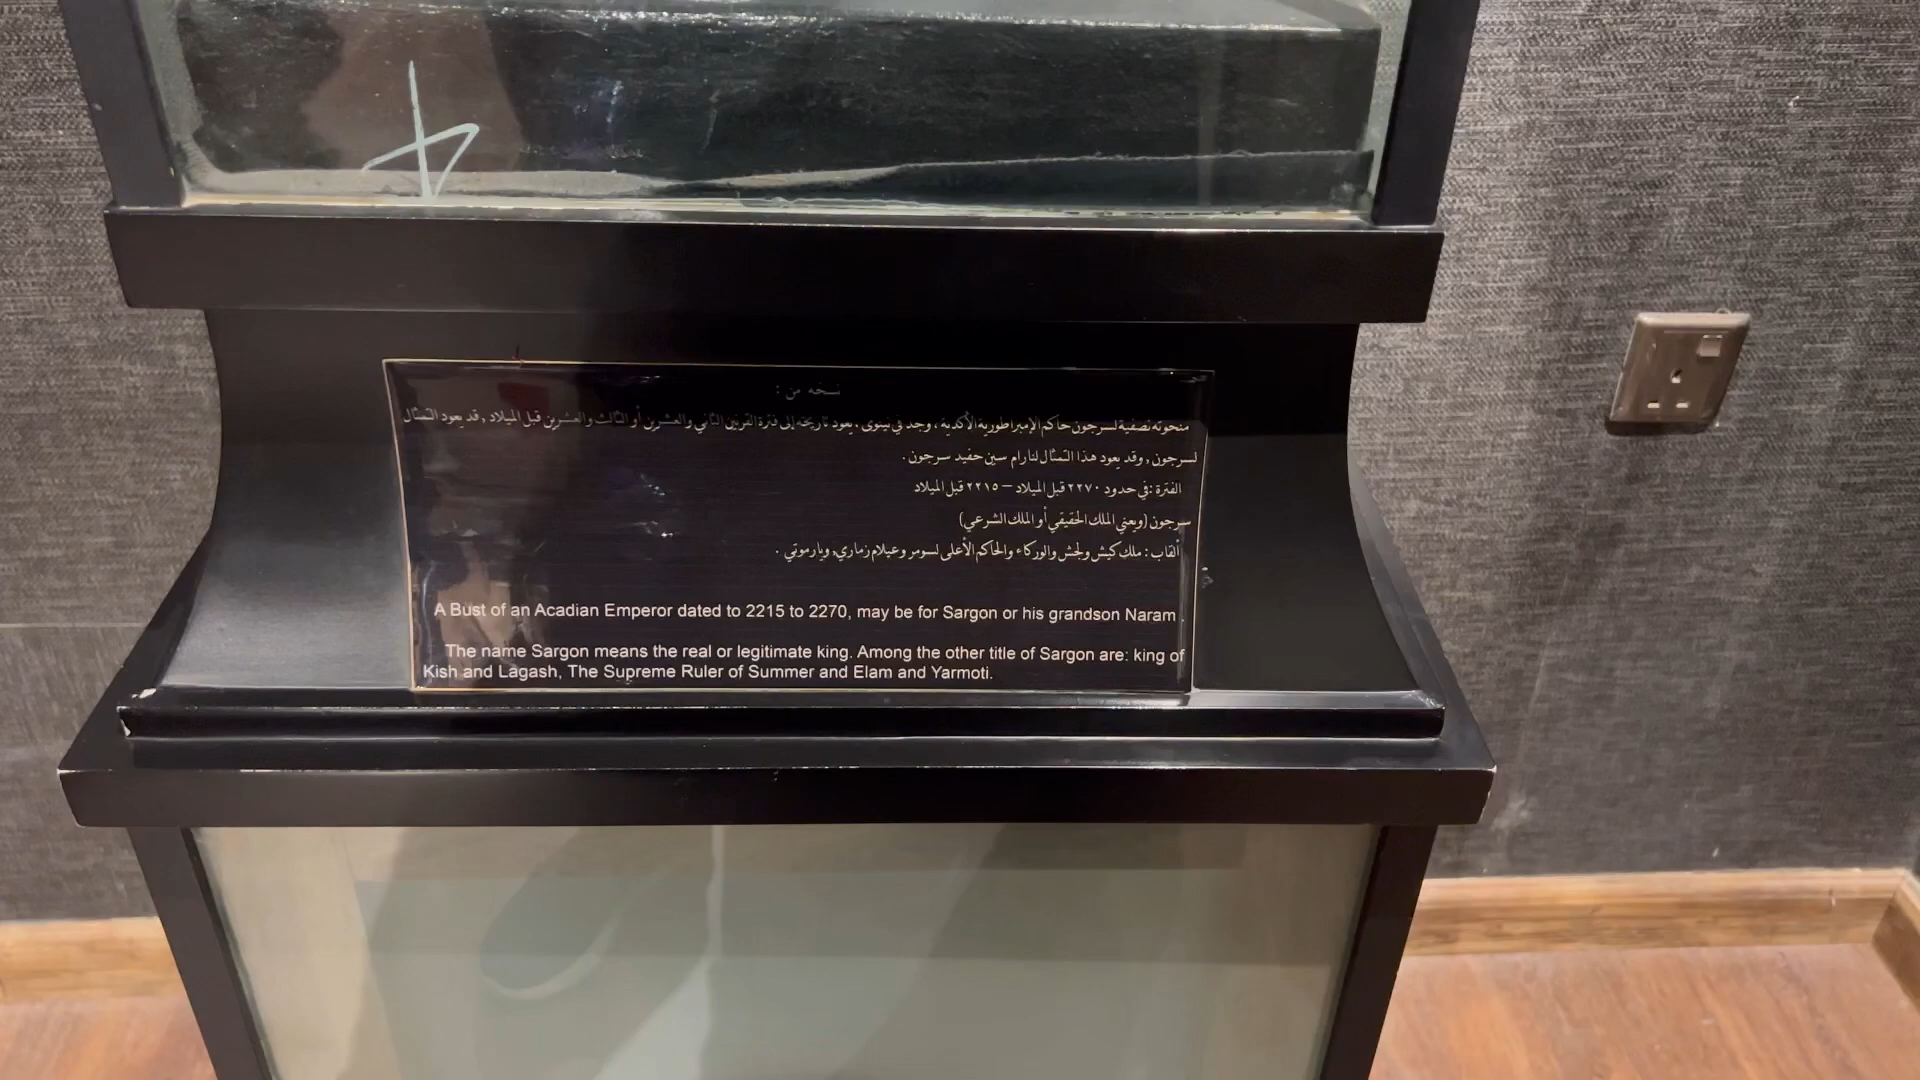 نسخه من :
منحوته نصفية لسرجون حاكم الإمبراطورية الأكدية ، وجد في نينوى . يعود تاريخه إلى فترة القرنين الثاني والعشرين أو الثالث والعشرين قبل الميلاد , قد يعود التمثال
لسرجون , وقد يعود هذا التمثال لنارام سين حفيد سرجون .
الفترة : في حدود ٢٢٧٠ قبل الميلاد – ٢٢١٥ قبل الميلاد
سرجون (ويعني الملك الحقيقي أو الملك الشرعي)
ألقاب : ملك كيش ولجش والوركاء والحاكم الأعلى لسومر وعيلام زماري, ويارموتي .
A Bust of an Acadian Emperor dated to 2215 to 2270, may be for Sargon or his grandson Naram .
The name Sargon means the real or legitimate king. Among the other title of Sargon are: king of
Kish and Lagash, The Supreme Ruler of Summer and Elam and Yarmoti.